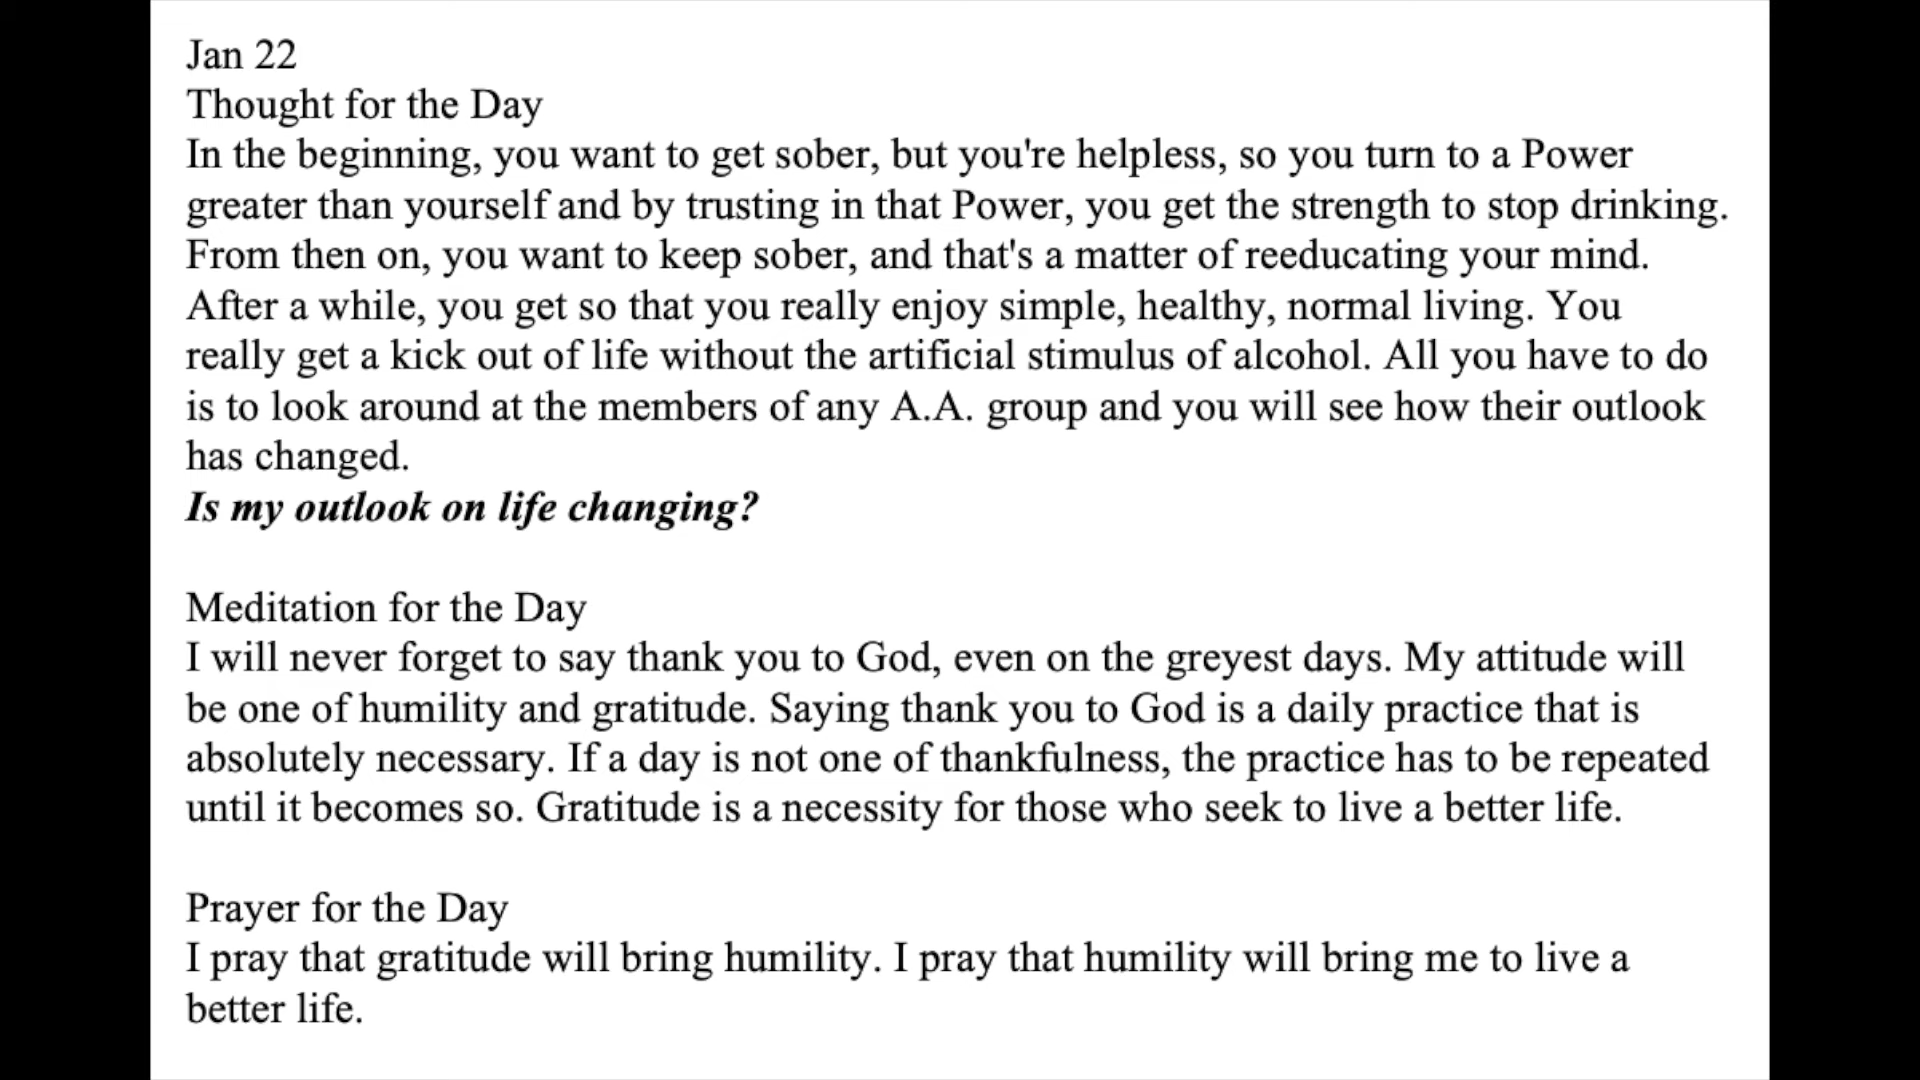 Jan 22
Thought for the Day
In the beginning, you want to get sober, but you're helpless, so you turn to a Power
greater than yourself and by trusting in that Power, you get the strength to stop drinking.
From then on, you want to keep sober, and that's a matter of reeducating your mind.
After a while, you get so that you really enjoy simple, healthy, normal living. You
really get a kick out of life without the artificial stimulus of alcohol. All you have to do
is to look around at the members of any A.A. group and you will see how their outlook
has changed.
Is my outlook on life changing?
Meditation for the Day
I will never forget to say thank you to God, even on the greyest days. My attitude will
be one of humility and gratitude. Saying thank you to God is a daily practice that is
absolutely necessary. If a day is not one of thankfulness, the practice has to be repeated
until it becomes so. Gratitude is a necessity for those who seek to live a better life.
Prayer for the Day
I pray that gratitude will bring humility. I pray that humility will bring me to live a
better life.